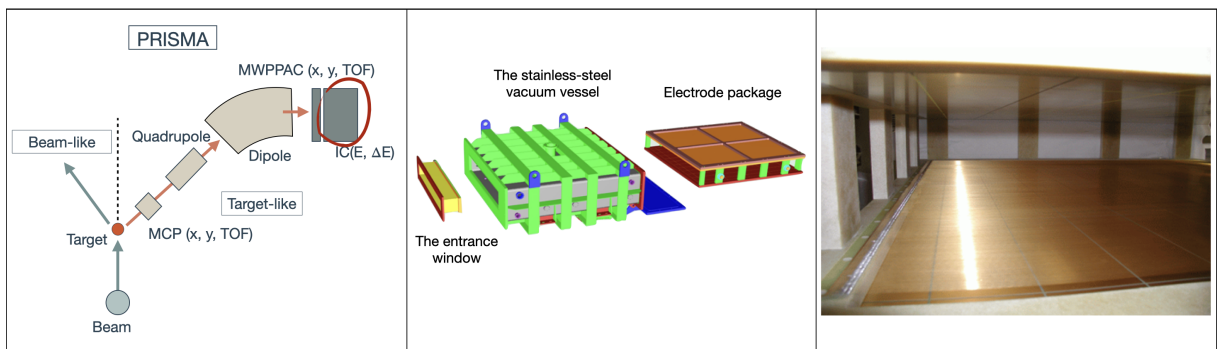 PRISMA
MWPPAC (x, y, TOF)
Quadrupole
Beam-like
Dipole
IC(E, ΔE)
Target-like
Target
MCP (x, y, TOF)
Beam
The stainless-steel
vacuum vessel
Electrode package
The entrance
window